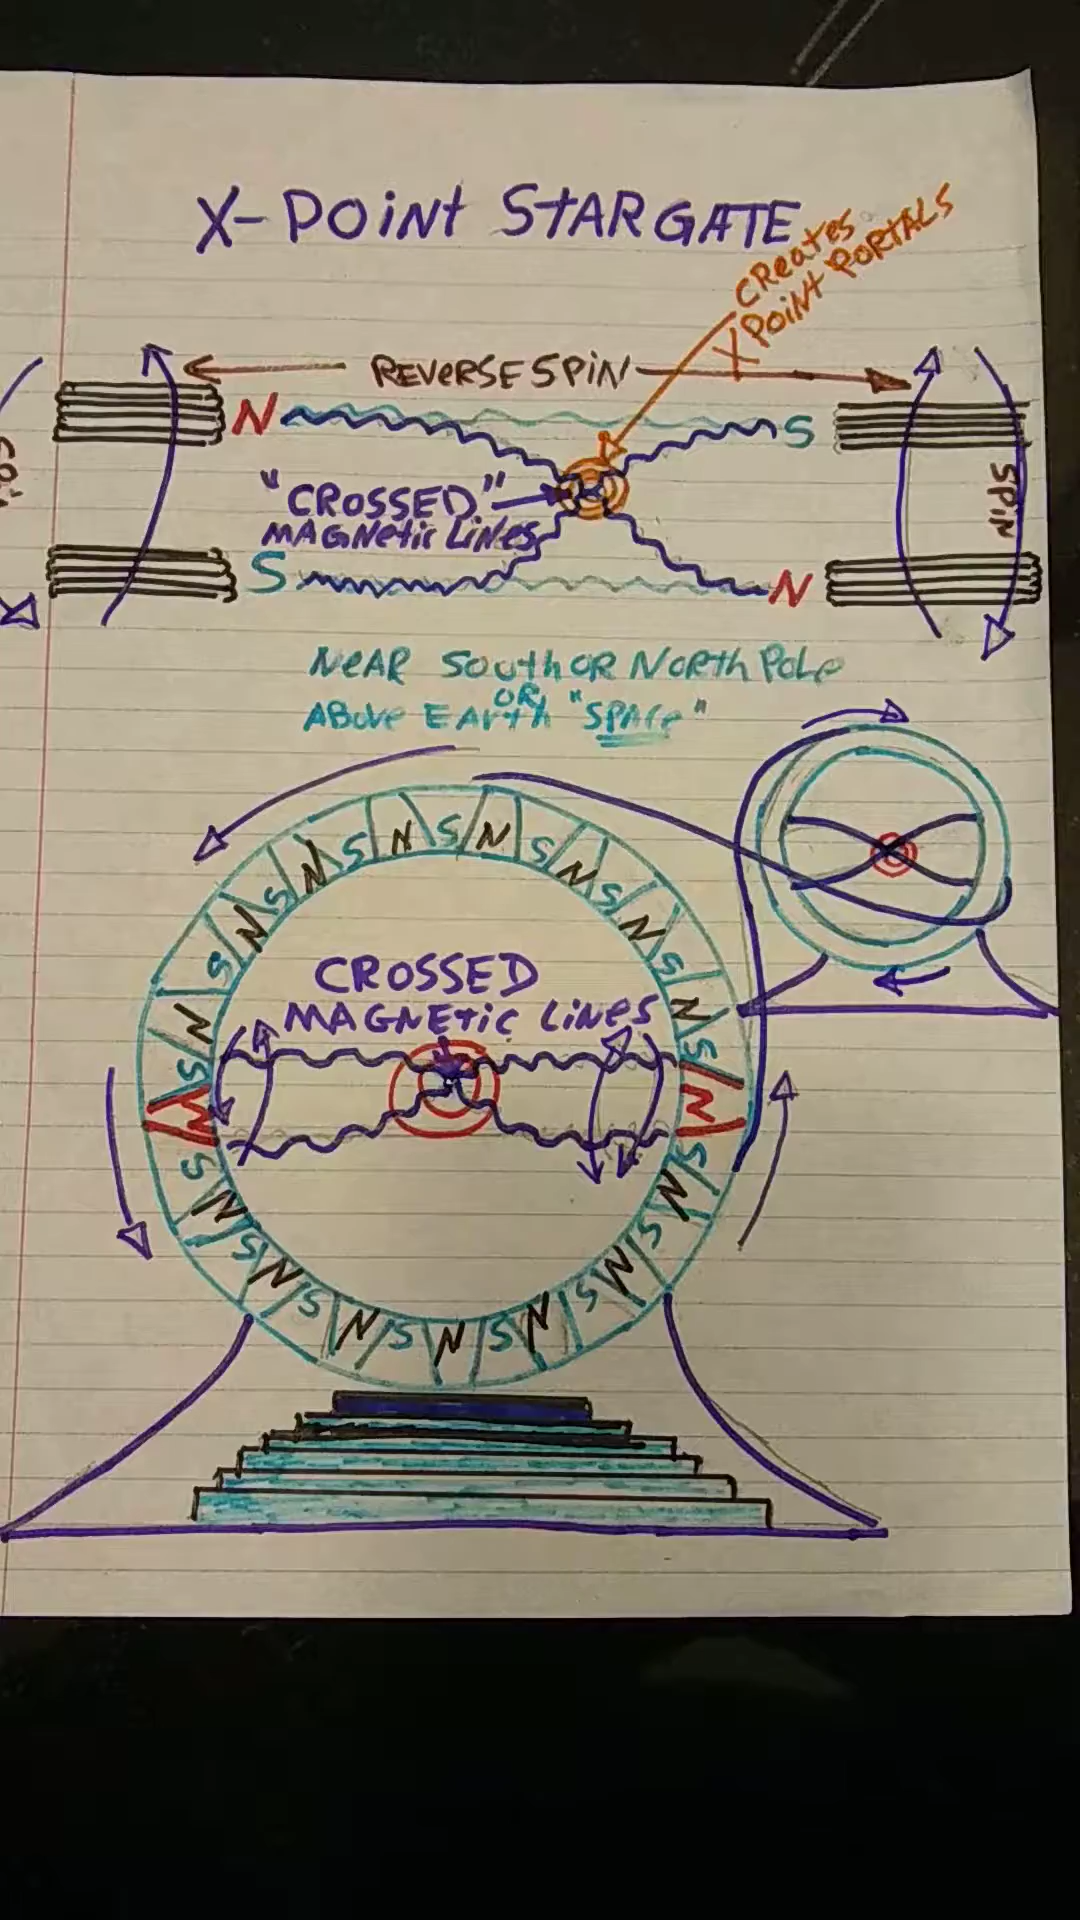 X-POINT STARGATE
CREATES
X POINT PORTALS
REVERSE SPIN
N
S
"CROSSED"
MAGNETIC LINES
SPIN
S
N
NEAR SOUTH OR NORTH POLE
OR
ABOVE EARTH "SPACE"
N S N S N S N S N S N S N S N S N S N S N S N S N S N S
CROSSED
MAGNETIC LINES